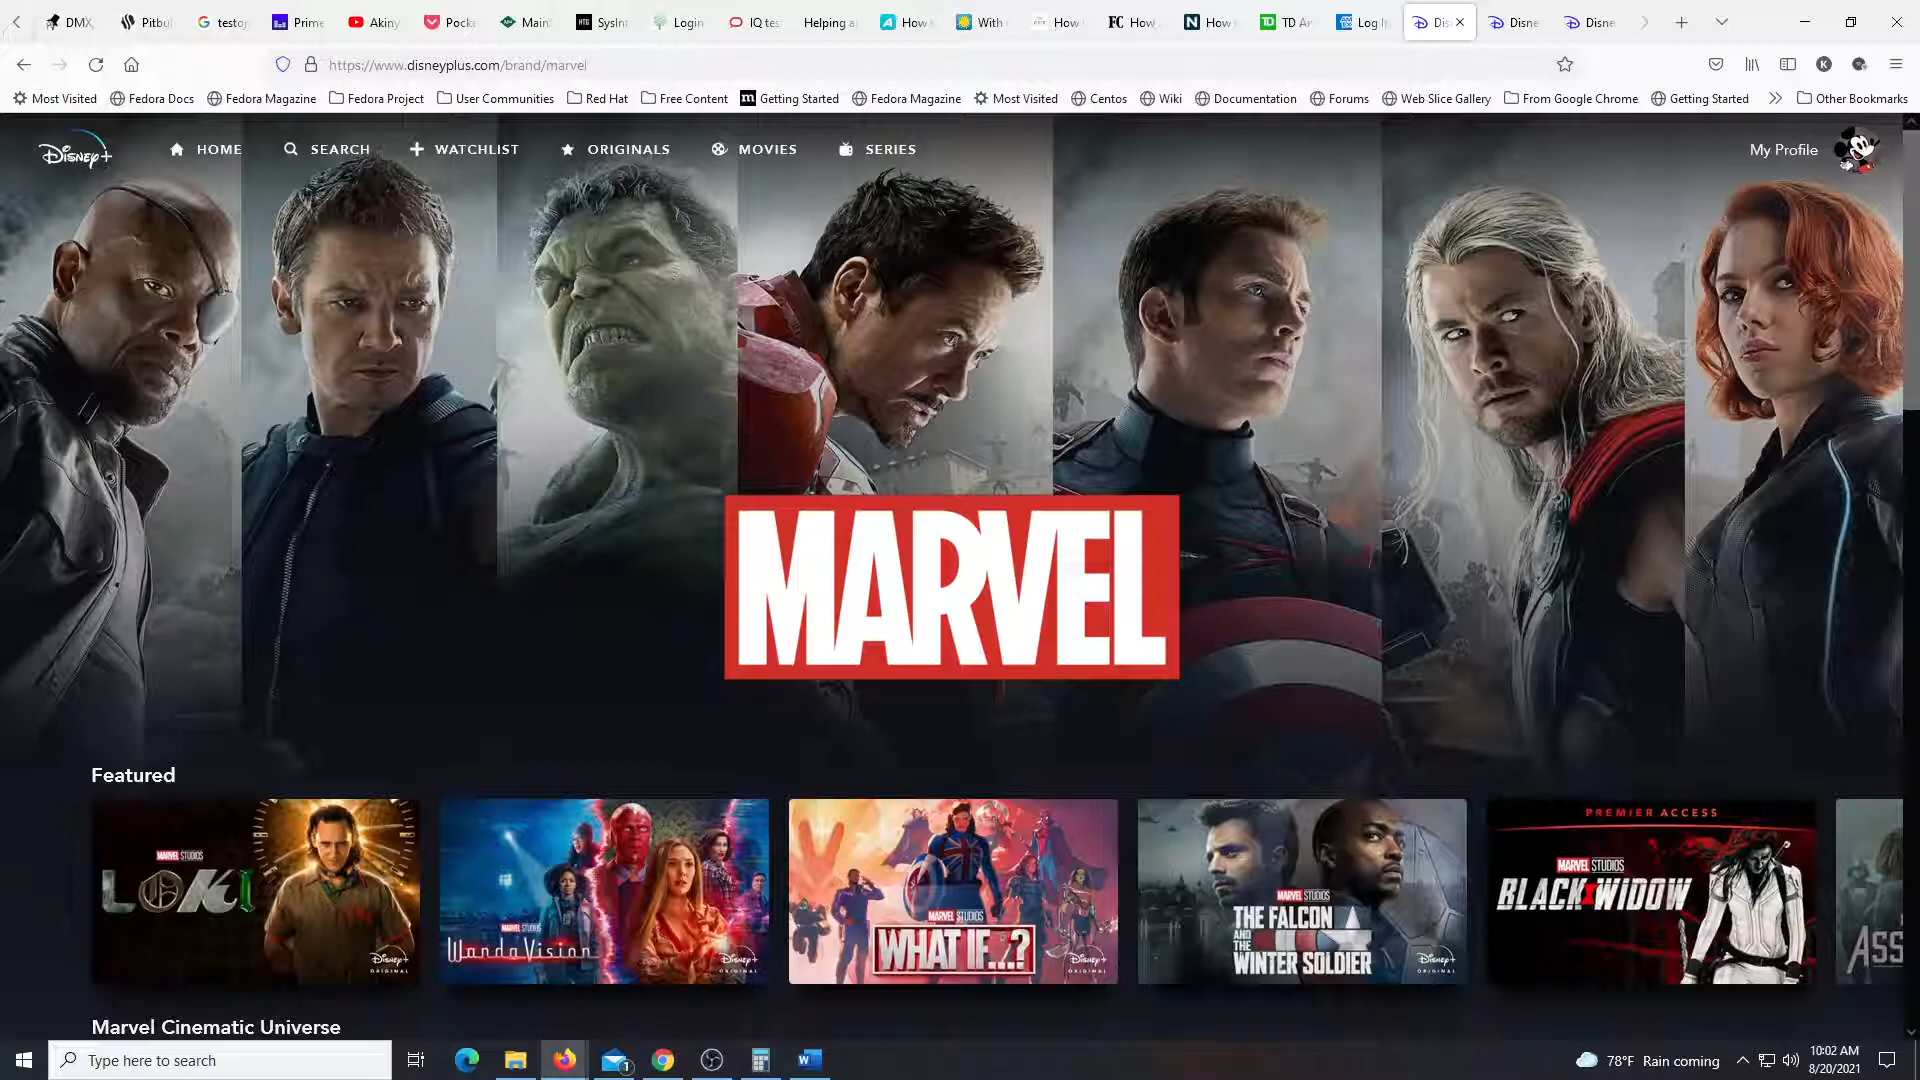 DMX
Pitbu
testo
Prime
Akiny
Pocke
Main
SysIn
Login
IQ tes
Helping a
How
With
How
How
How
TD A
Log I
Dis
Disne
Disne
https://www.disneyplus.com/brand/marvel
Most Visited
Fedora Docs
Fedora Magazine
Fedora Project
User Communities
Red Hat
Free Content
Getting Started
Fedora Magazine
Most Visited
Centos
Wiki
Documentation
Forums
Web Slice Gallery
From Google Chrome
Getting Started
Other Bookmarks
Disney+
HOME
SEARCH
WATCHLIST
ORIGINALS
MOVIES
SERIES
My Profile
MARVEL
Featured
MARVEL STUDIOS
LOKI
Disney+
ORIGINAL
MARVEL STUDIOS
WandaVision
Disney+
ORIGINAL
MARVEL STUDIOS
WHAT IF...?
Disney+
ORIGINAL
MARVEL STUDIOS
THE FALCON
AND THE
WINTER SOLDIER
Disney+
ORIGINAL
PREMIER ACCESS
MARVEL STUDIOS
BLACK WIDOW
ASS
Marvel Cinematic Universe
Type here to search
1
W
78°F Rain coming
10:02 AM
8/20/2021